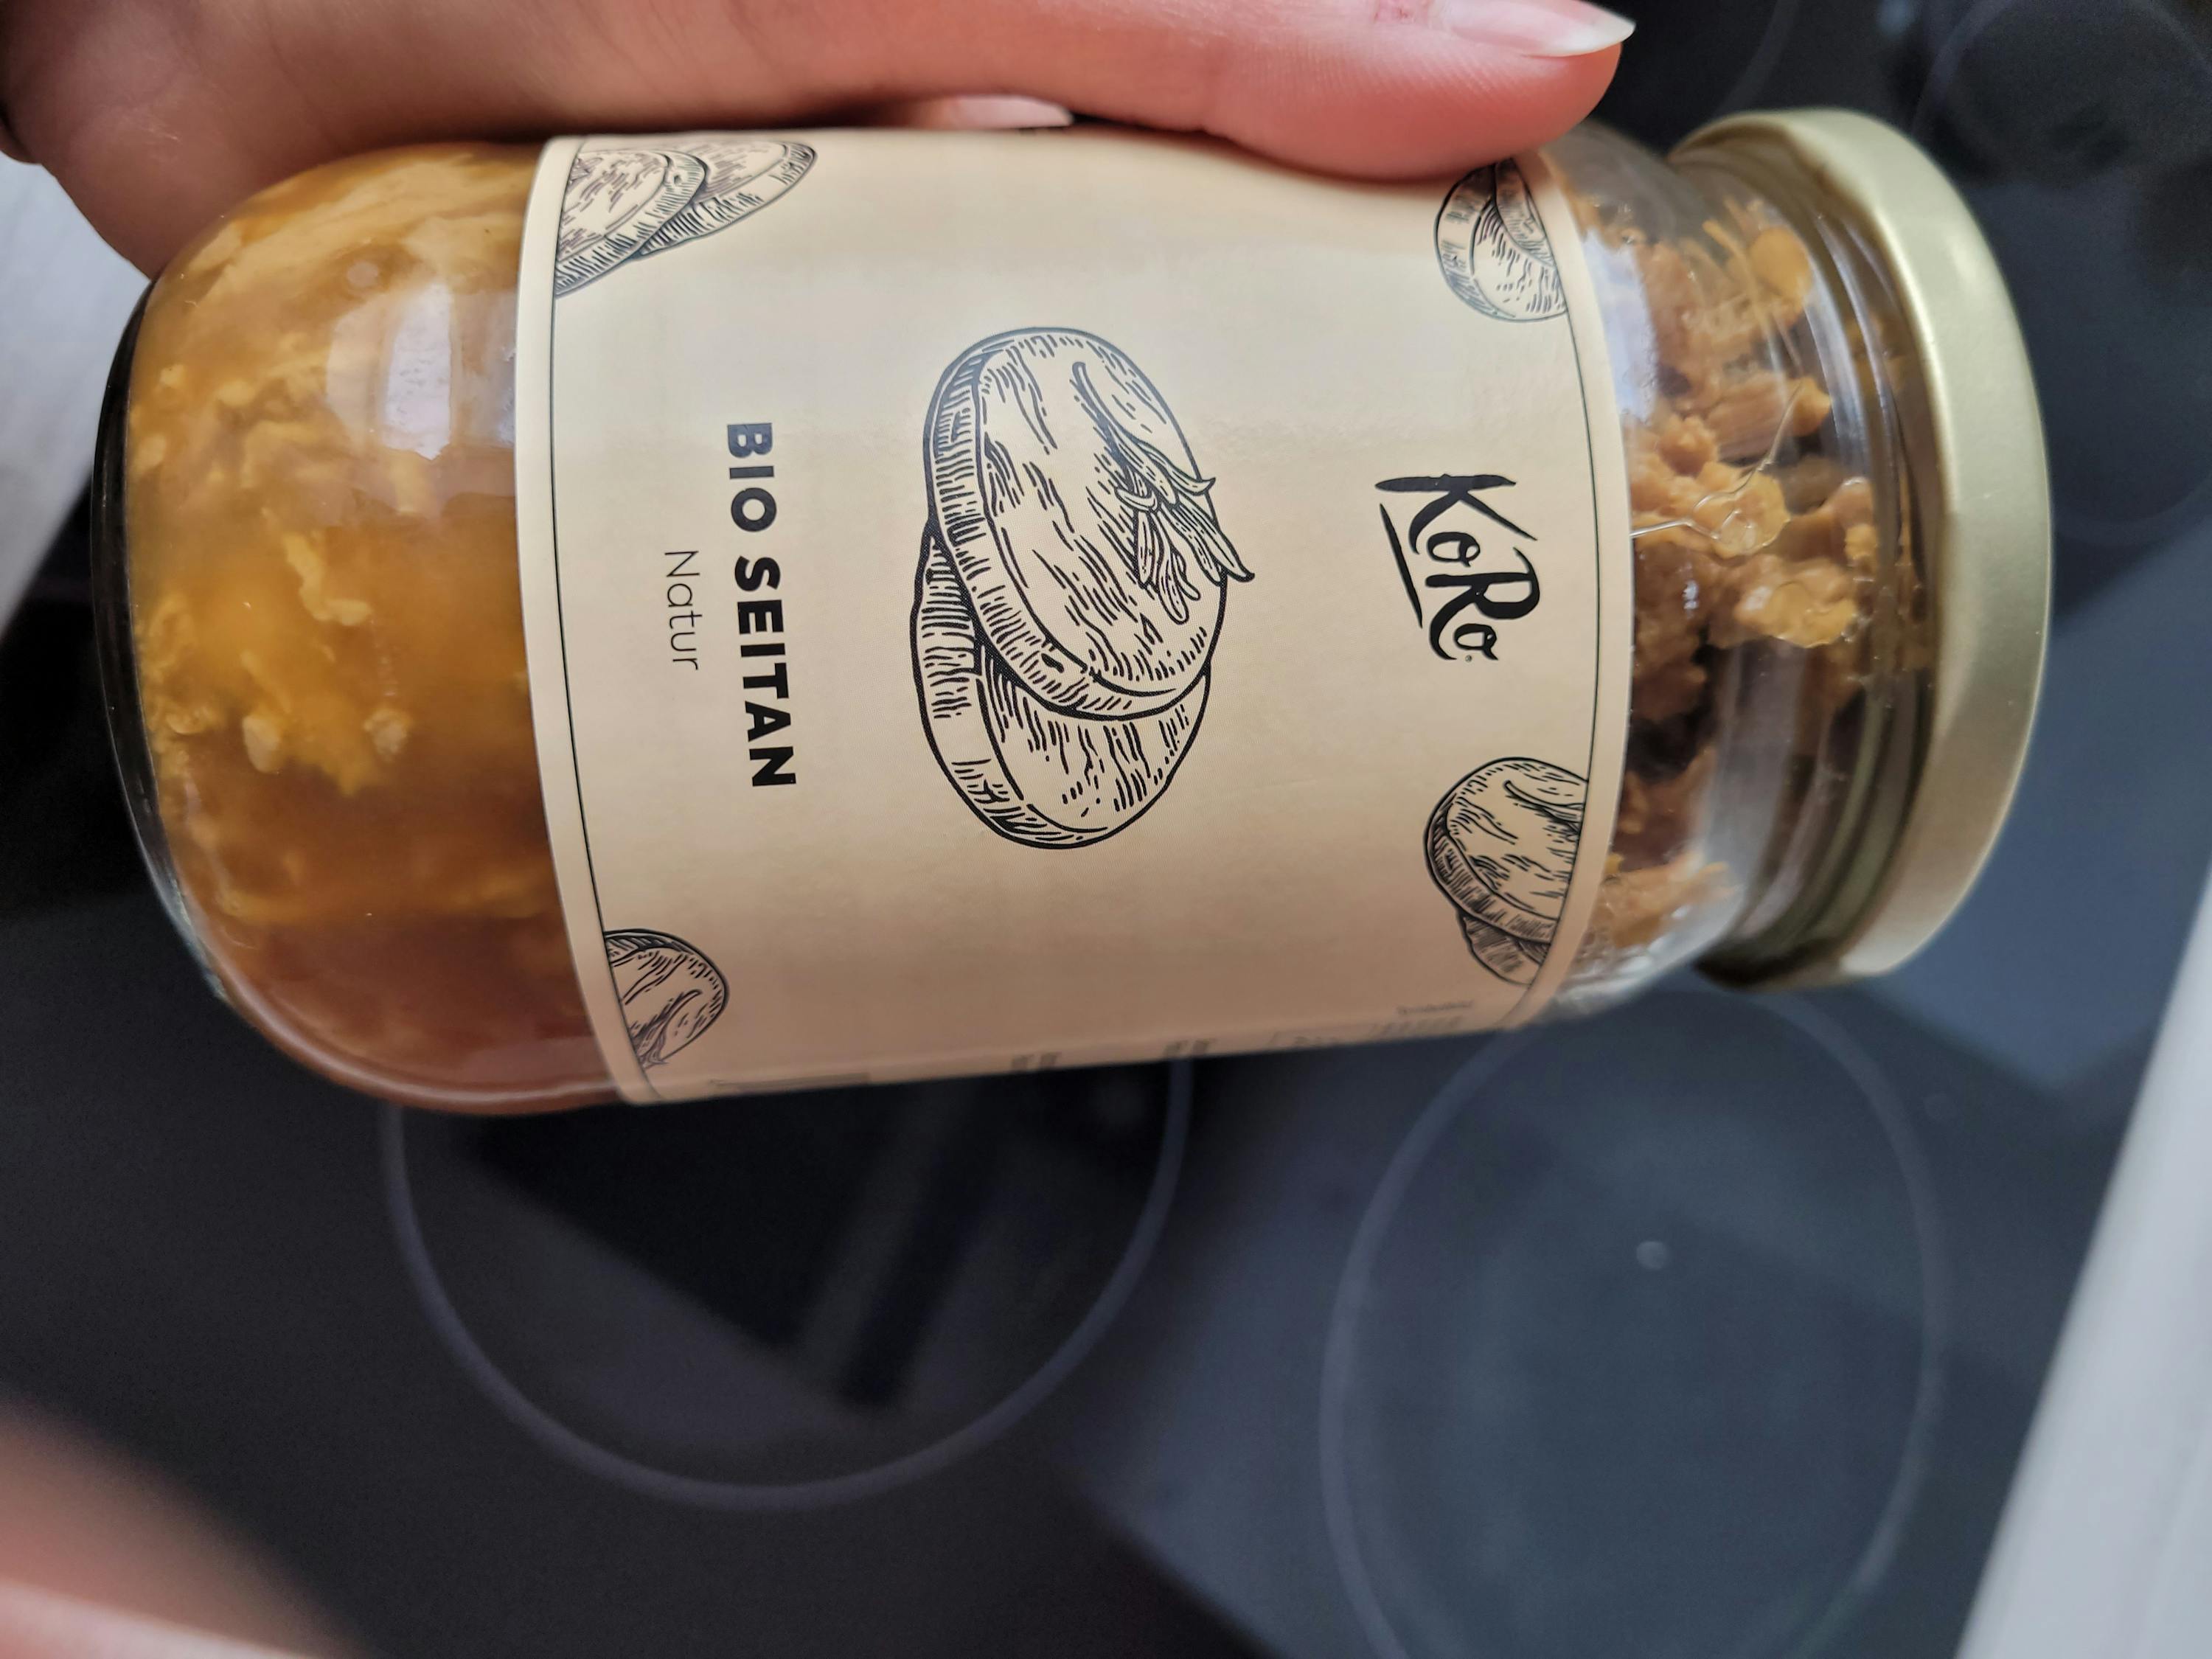 KoRo
BIO SEITAN
Natur